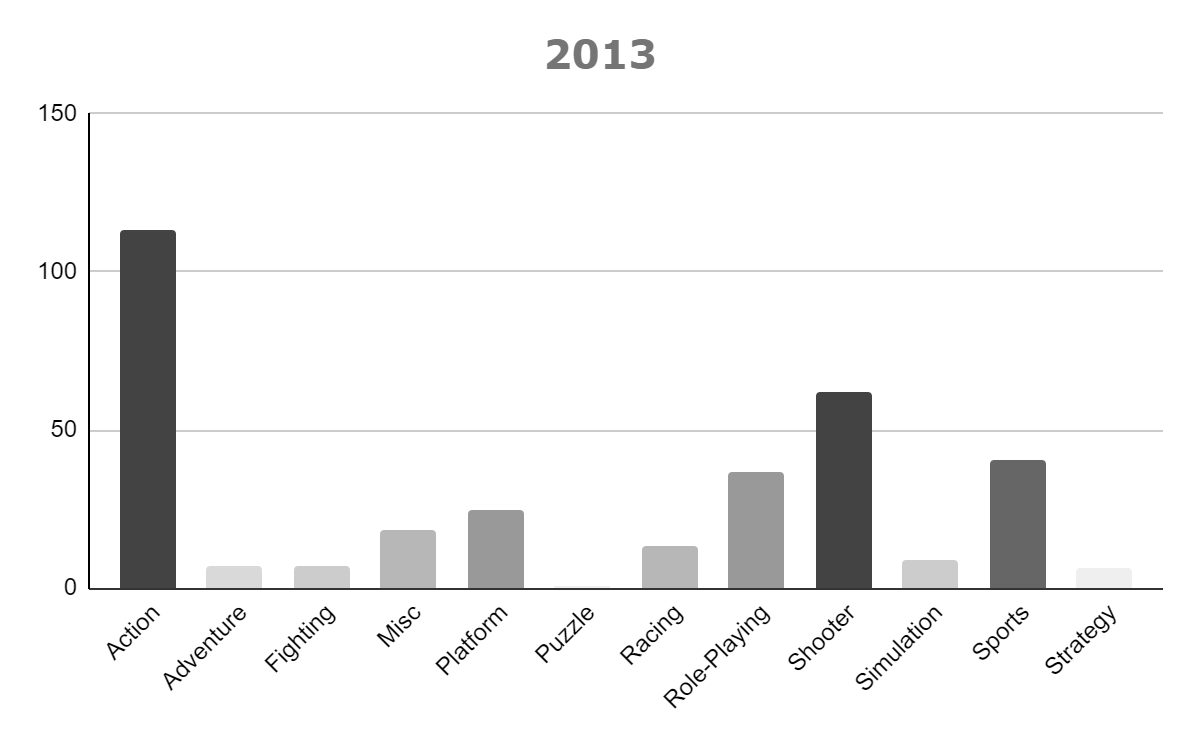 2013
150
100
50
0
Action
Adventure
Fighting
Misc
Platform
Puzzle
Racing
Role-Playing
Shooter
Simulation
Sports
Strategy